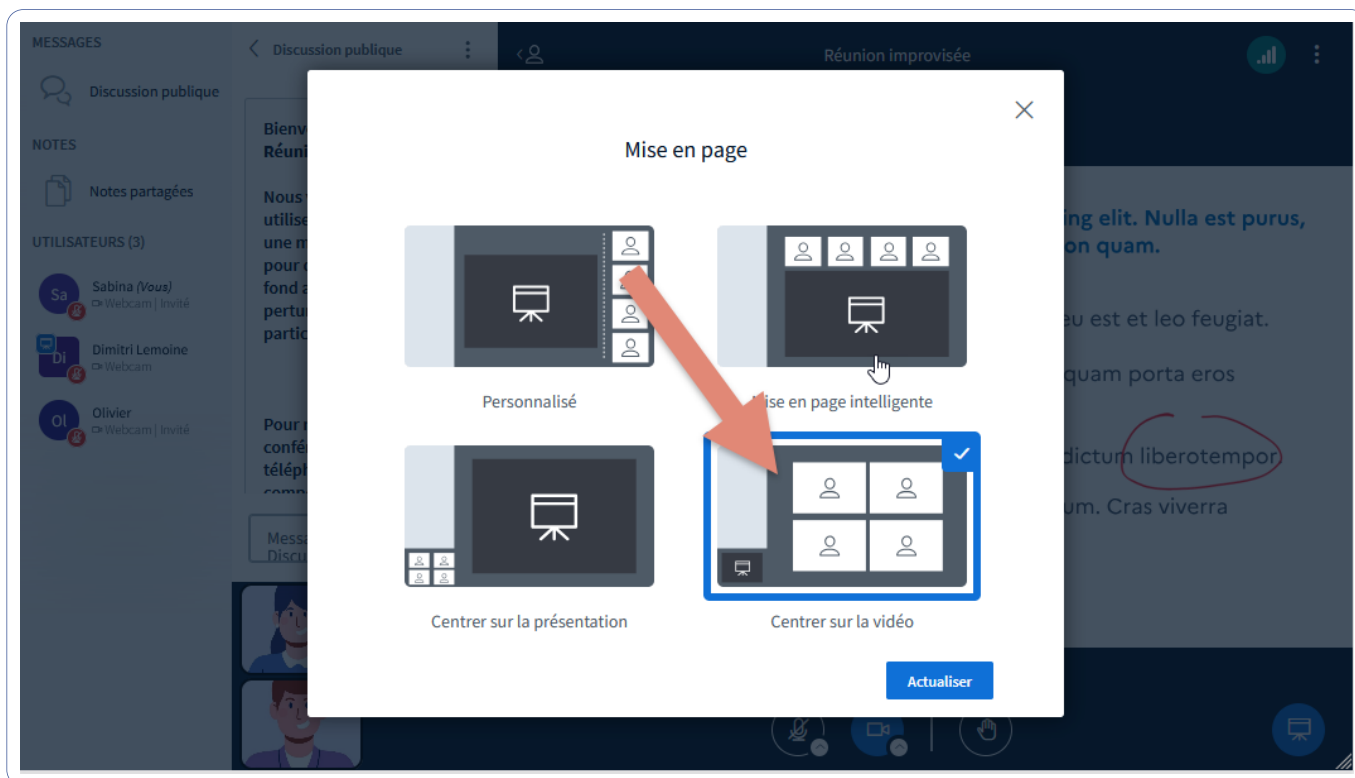 MESSAGES
Discussion publique
NOTES
Notes partagées
UTILISATEURS (3)
Sa
Sabina (Vous)
Webcam | Invité
Di
Dimitri Lemoine
Webcam
Ol
Olivier
Webcam | Invité
Discussion publique
Réunion improvisée
Nous
pour
Mise en page
Personnalisé
Mise en page intelligente
Centrer sur la présentation
Centrer sur la vidéo
Actualiser
ing elit. Nulla est purus,
on quam.
eu est et leo feugiat.
quam porta eros
dictum liberotempor
um. Cras viverra